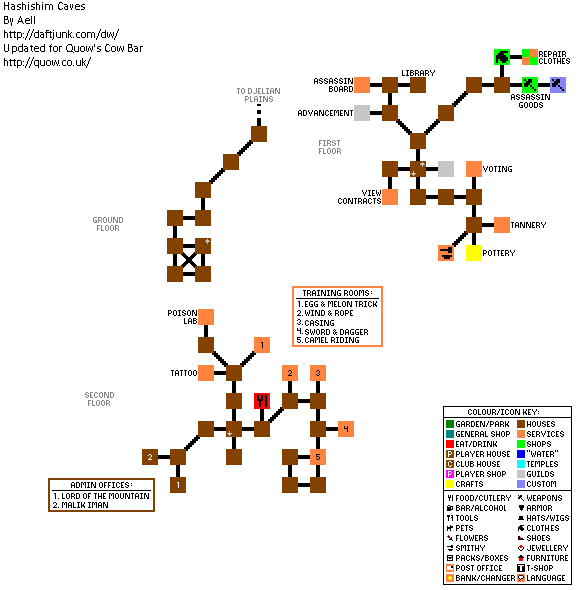 Hashishim Caves
By Aell
http://daftjunk.com/dw/
Updated for Quow's Cow Bar
http://quow.co.uk/
REPAIR
CLOTHES
ASSASSIN
BOARD
LIBRARY
ASSASSIN
GOODS
TO DJELIAN
PLAINS
ADVANCEMENT
FIRST
FLOOR
VOTING
VIEW
CONTRACTS
GROUND
FLOOR
TANNERY
POTTERY
TRAINING ROOMS:
1. EGG & MELON TRICK
2. WIND & ROPE
3. CASING
4. SWORD & DAGGER
5. CAMEL RIDING
POISON
LAB
1
TATTOO
2
3
SECOND
FLOOR
4
2
5
1
ADMIN OFFICES:
1. LORD OF THE MOUNTAIN
2. MALIK IMAN
COLOUR/ICON KEY:
GARDEN/PARK HOUSES
GENERAL SHOP SERVICES
EAT/DRINK SHOPS
P PLAYER HOUSE "WATER"
C CLUB HOUSE TEMPLES
P PLAYER SHOP GUILDS
CRAFTS CUSTOM
FOOD/CUTLERY WEAPONS
BAR/ALCOHOL ARMOR
TOOLS HATS/WIGS
PETS CLOTHES
FLOWERS SHOES
SMITHY JEWELLERY
PACKS/BOXES FURNITURE
POST OFFICE T T-SHOP
BANK/CHANGER LANGUAGE